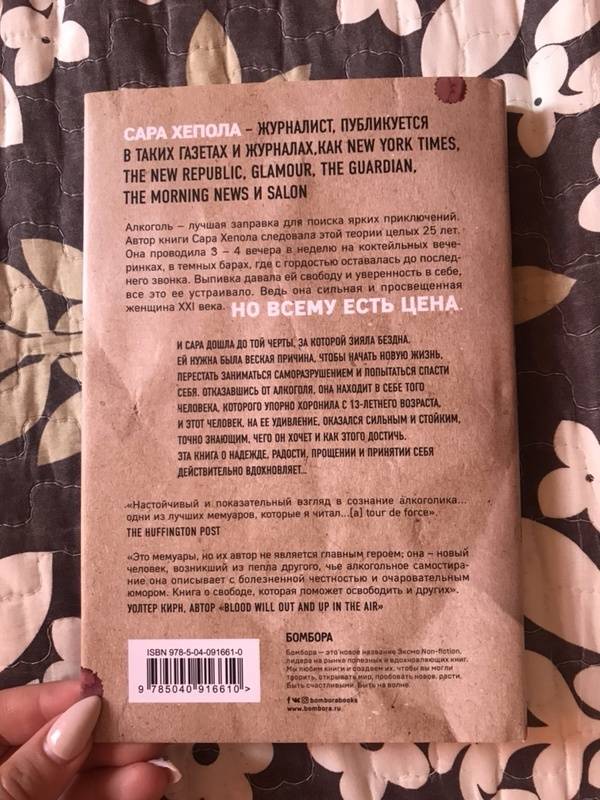 САРА ХЕПОЛА – ЖУРНАЛИСТ, ПУБЛИКУЕТСЯ
В ТАКИХ ГАЗЕТАХ И ЖУРНАЛАХ,КАК NEW YORK TIMES,
THE NEW REPUBLIC, GLAMOUR, THE GUARDIAN,
THE MORNING NEWS И SALON
Алкоголь – лучшая заправка для поиска ярких приключений.
Автор книги Сара Хепола следовала этой теории целых 25 лет.
Она проводила 3 – 4 вечера в неделю на коктейльных вече-
ринках, в темных барах, где с гордостью оставалась до послед-
него звонка. Выпивка давала ей свободу и уверенность в себе,
все это ее устраивало. Ведь она сильная и просвещенная
женщина XXI века. НО ВСЕМУ ЕСТЬ ЦЕНА.
И САРА ДОШЛА ДО ТОЙ ЧЕРТЫ, ЗА КОТОРОЙ ЗИЯЛА БЕЗДНА.
ЕЙ НУЖНА БЫЛА ВЕСКАЯ ПРИЧИНА, ЧТОБЫ НАЧАТЬ НОВУЮ ЖИЗНЬ,
ПЕРЕСТАТЬ ЗАНИМАТЬСЯ САМОРАЗРУШЕНИЕМ И ПОПЫТАТЬСЯ СПАСТИ
СЕБЯ. ОТКАЗАВШИСЬ ОТ АЛКОГОЛЯ, ОНА НАХОДИТ В СЕБЕ ТОГО
ЧЕЛОВЕКА, КОТОРОГО УПОРНО ХОРОНИЛА С 13-ЛЕТНЕГО ВОЗРАСТА,
И ЭТОТ ЧЕЛОВЕК, НА ЕЕ УДИВЛЕНИЕ, ОКАЗАЛСЯ СИЛЬНЫМ И СТОЙКИМ,
ТОЧНО ЗНАЮЩИМ, ЧЕГО ОН ХОЧЕТ И КАК ЭТОГО ДОСТИЧЬ.
ЭТА КНИГА О НАДЕЖДЕ, РАДОСТИ, ПРОЩЕНИИ И ПРИНЯТИИ СЕБЯ
ДЕЙСТВИТЕЛЬНО ВДОХНОВЛЯЕТ...
«Настойчивый и показательный взгляд в сознание алкоголика...
одни из лучших мемуаров, которые я читал...[a] tour de force».
THE HUFFINGTON POST
«Это мемуары, но их автор не является главным героем; она – новый
человек, возникший из пепла другого, чье алкогольное самостира-
ние она описывает с болезненной честностью и очаровательным
юмором. Книга о свободе, которая поможет освободить и других».
УОЛТЕР КИРН, АВТОР «BLOOD WILL OUT AND UP IN THE AIR»
ISBN 978-5-04-091661-0
9 785040 916610 >
БОМБОРА
Бомбора — это новое название Эксмо Non-fiction,
лидера на рынке полезных и вдохновляющих книг.
Мы любим книги и создаем их, чтобы вы могли
творить, открывать мир, пробовать новое, расти.
Быть счастливыми. Быть на волне.
bomborabooks
www.bombora.ru